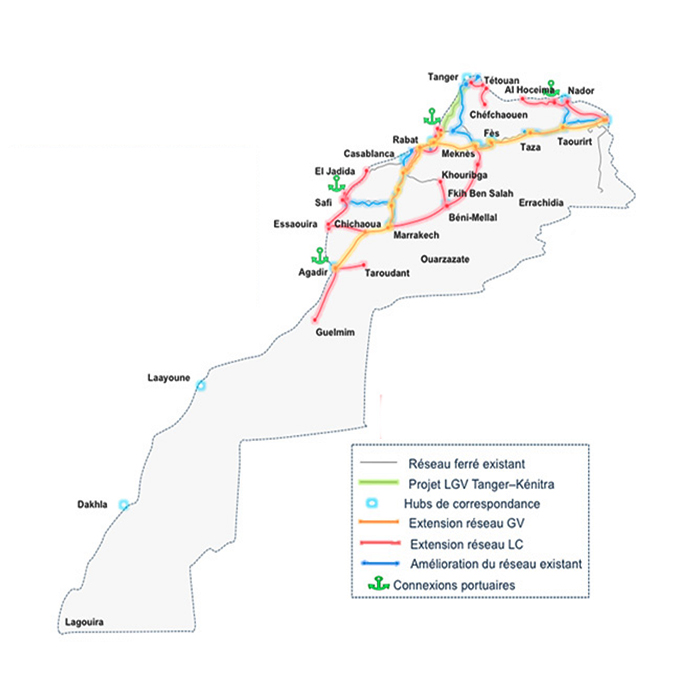 Tanger
Tétouan
Al Hoceima
Nador
Chéfchaouen
Fès
Rabat
Taourirt
Taza
Meknès
Casablanca
El Jadida
Khouribga
Fkih Ben Salah
Safi
Errachidia
Béni-Mellal
Essaouira
Chichaoua
Marrakech
Ouarzazate
Agadir
Taroudant
Guelmim
Laayoune
Dakhla
Lagouira
Réseau ferré existant
Projet LGV Tanger–Kénitra
Hubs de correspondance
Extension réseau GV
Extension réseau LC
Amélioration du réseau existant
Connexions portuaires